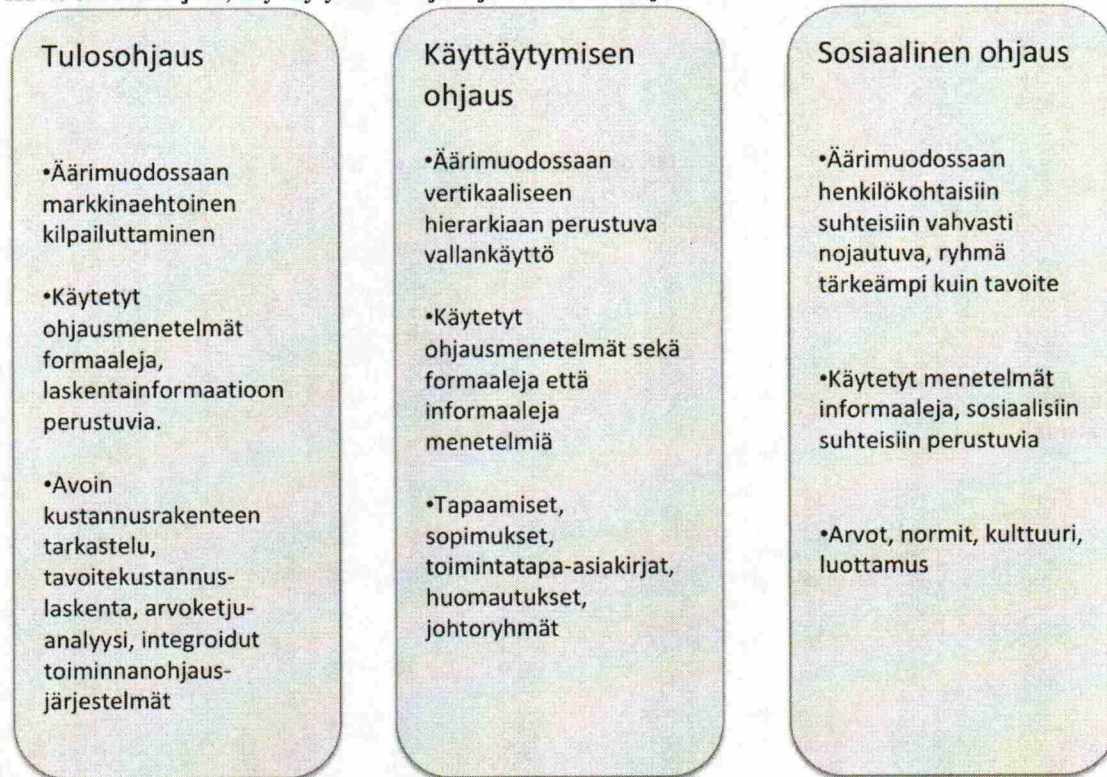 Tulosohjaus
•Äärimuodossaan
markkinaehtoinen
kilpailuttaminen
•Käytetyt
ohjausmenetelmät
formaaleja,
laskentainformaatioon
perustuvia.
•Avoin
kustannusrakenteen
tarkastelu,
tavoitekustannus-
laskenta, arvoketju-
analyysi, integroidut
toiminnanohjaus-
järjestelmät
Käyttäytymisen
ohjaus
•Äärimuodossaan
vertikaaliseen
hierarkiaan perustuva
vallankäyttö
•Käytetyt
ohjausmenetelmät sekä
formaaleja että
informaaleja
menetelmiä
•Tapaamiset,
sopimukset,
toimintatapa-asiakirjat,
huomautukset,
johtoryhmät
Sosiaalinen ohjaus
•Äärimuodossaan
henkilökohtaisiin
suhteisiin vahvasti
nojautuva, ryhmä
tärkeämpi kuin tavoite
•Käytetyt menetelmät
informaaleja, sosiaalisiin
suhteisiin perustuvia
•Arvot, normit, kulttuuri,
luottamus